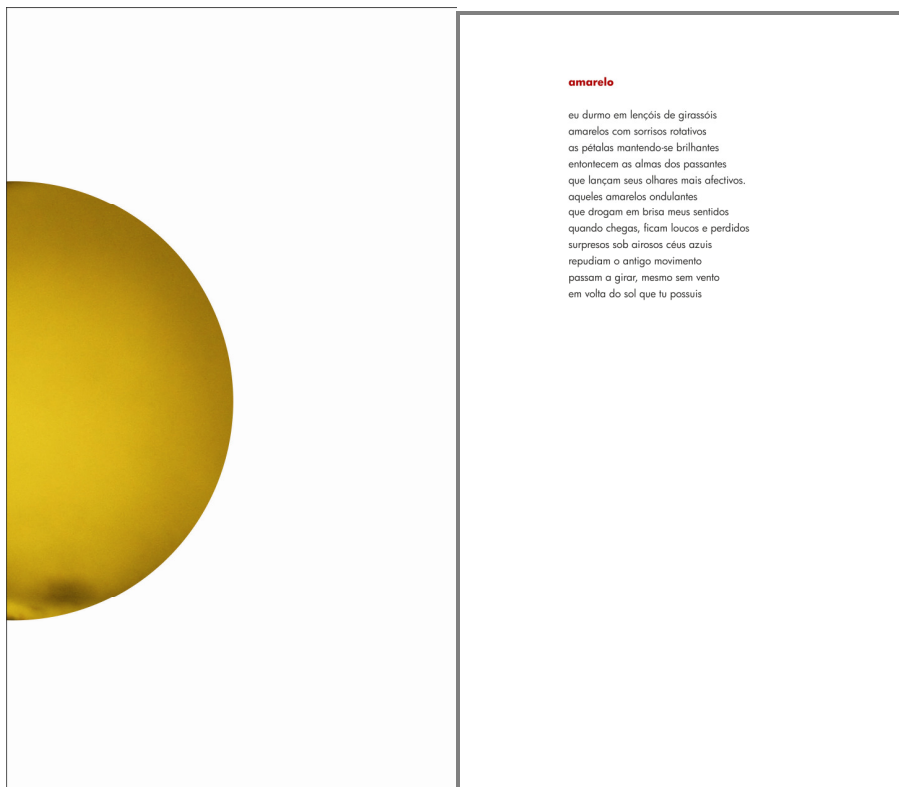 amarelo
eu durmo em lençóis de girassóis
amarelos com sorrisos rotativos
as pétalas mantendo-se brilhantes
entontecem as almas dos passantes
que lançam seus olhares mais afectivos.
aqueles amarelos ondulantes
que drogam em brisa meus sentidos
quando chegas, ficam loucos e perdidos
surpresos sob airosos céus azuis
repudiam o antigo movimento
passam a girar, mesmo sem vento
em volta do sol que tu possuis